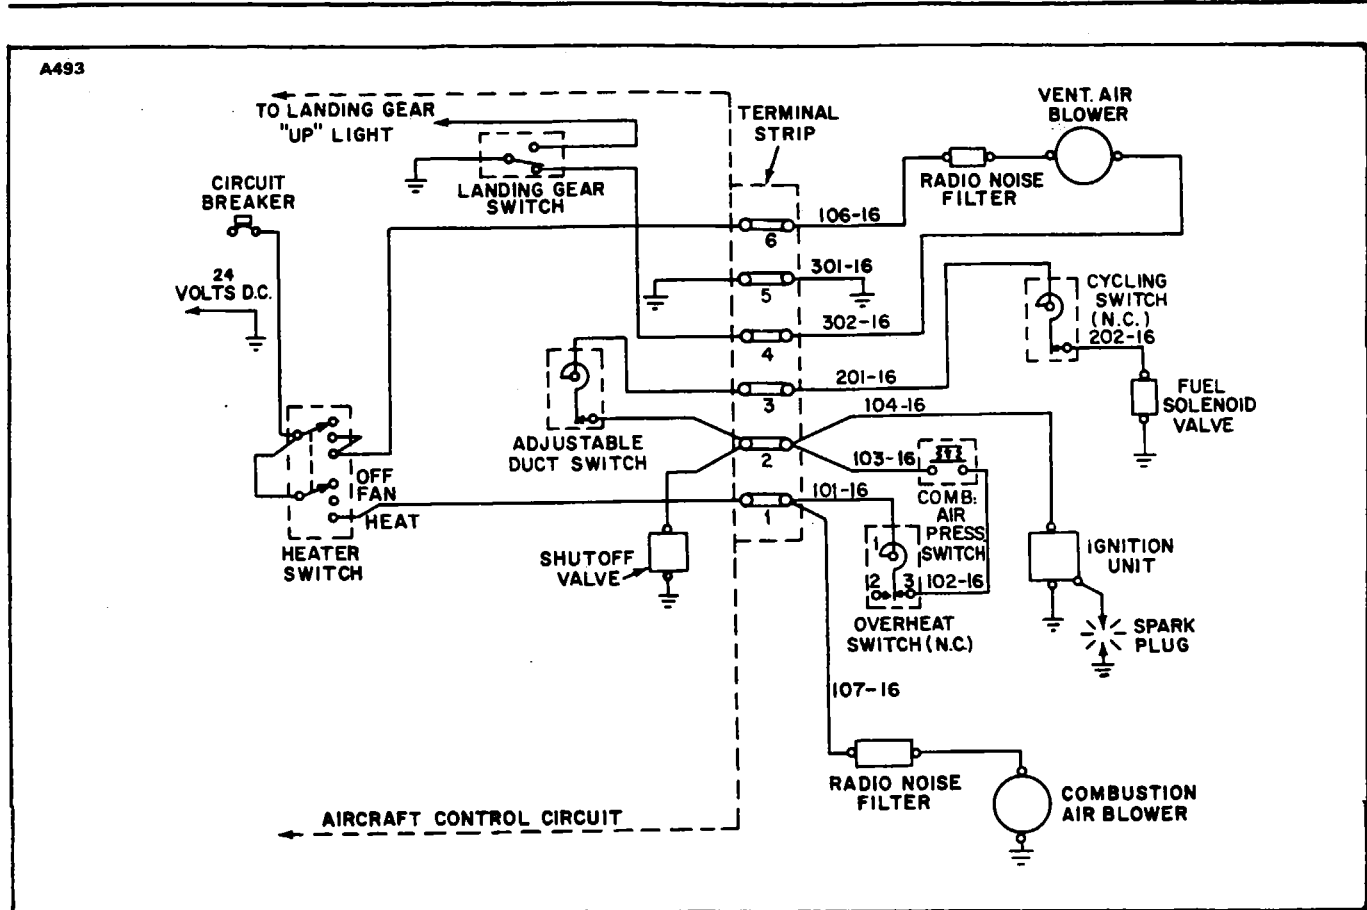 A493
TO LANDING GEAR
"UP" LIGHT
TERMINAL
STRIP
VENT. AIR
BLOWER
CIRCUIT
BREAKER
LANDING GEAR
SWITCH
RADIO NOISE
FILTER
106-16
6
24
VOLTS D.C.
301-16
5
CYCLING
SWITCH
(N.C.)
202-16
302-16
4
201-16
3
104-16
FUEL
SOLENOID
VALVE
ADJUSTABLE
DUCT SWITCH
2
103-16
OFF
FAN
HEAT
101-16
1
COMB.
AIR
PRESS.
SWITCH
HEATER
SWITCH
SHUTOFF
VALVE
1
2
3
102-16
IGNITION
UNIT
OVERHEAT
SWITCH (N.C.)
SPARK
PLUG
107-16
RADIO NOISE
FILTER
COMBUSTION
AIR BLOWER
AIRCRAFT CONTROL CIRCUIT